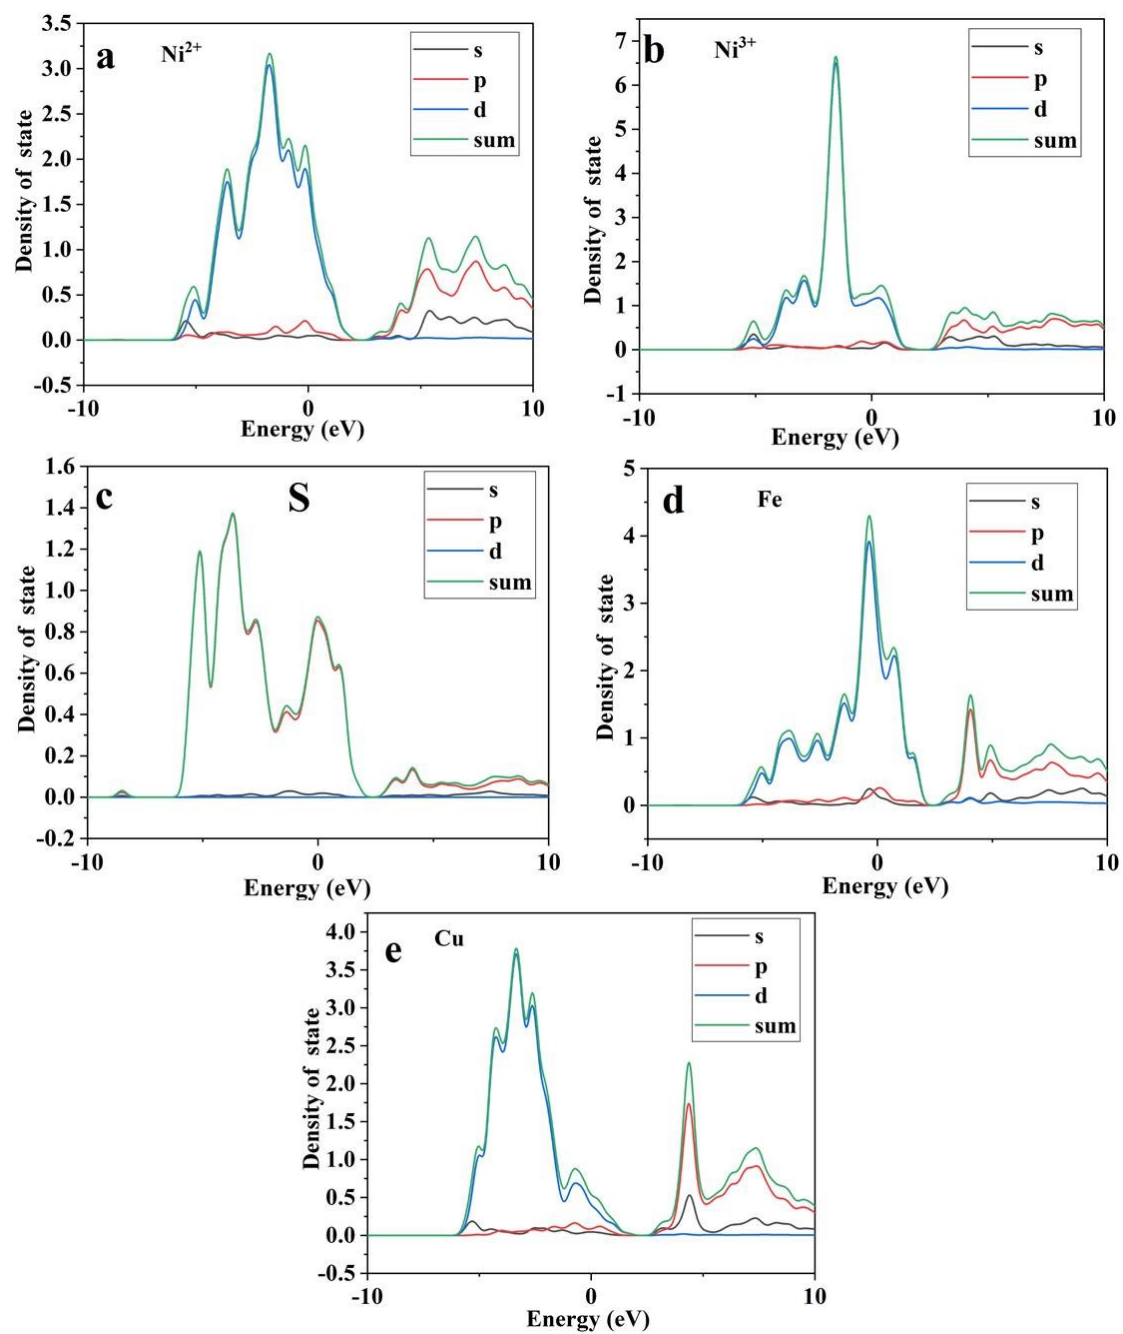 a
Ni2+
s
p
d
sum
3.5
3.0
2.5
2.0
1.5
1.0
0.5
0.0
-0.5
Density of state
-10
0
10
Energy (eV)
b
Ni3+
s
p
d
sum
7
6
5
4
3
2
1
0
-1
Density of state
-10
0
10
Energy (eV)
c
S
s
p
d
sum
1.6
1.4
1.2
1.0
0.8
0.6
0.4
0.2
0.0
-0.2
Density of state
-10
0
10
Energy (eV)
d
Fe
s
p
d
sum
5
4
3
2
1
0
Density of state
-10
0
10
Energy (eV)
e
Cu
s
p
d
sum
4.0
3.5
3.0
2.5
2.0
1.5
1.0
0.5
0.0
-0.5
Density of state
-10
0
10
Energy (eV)